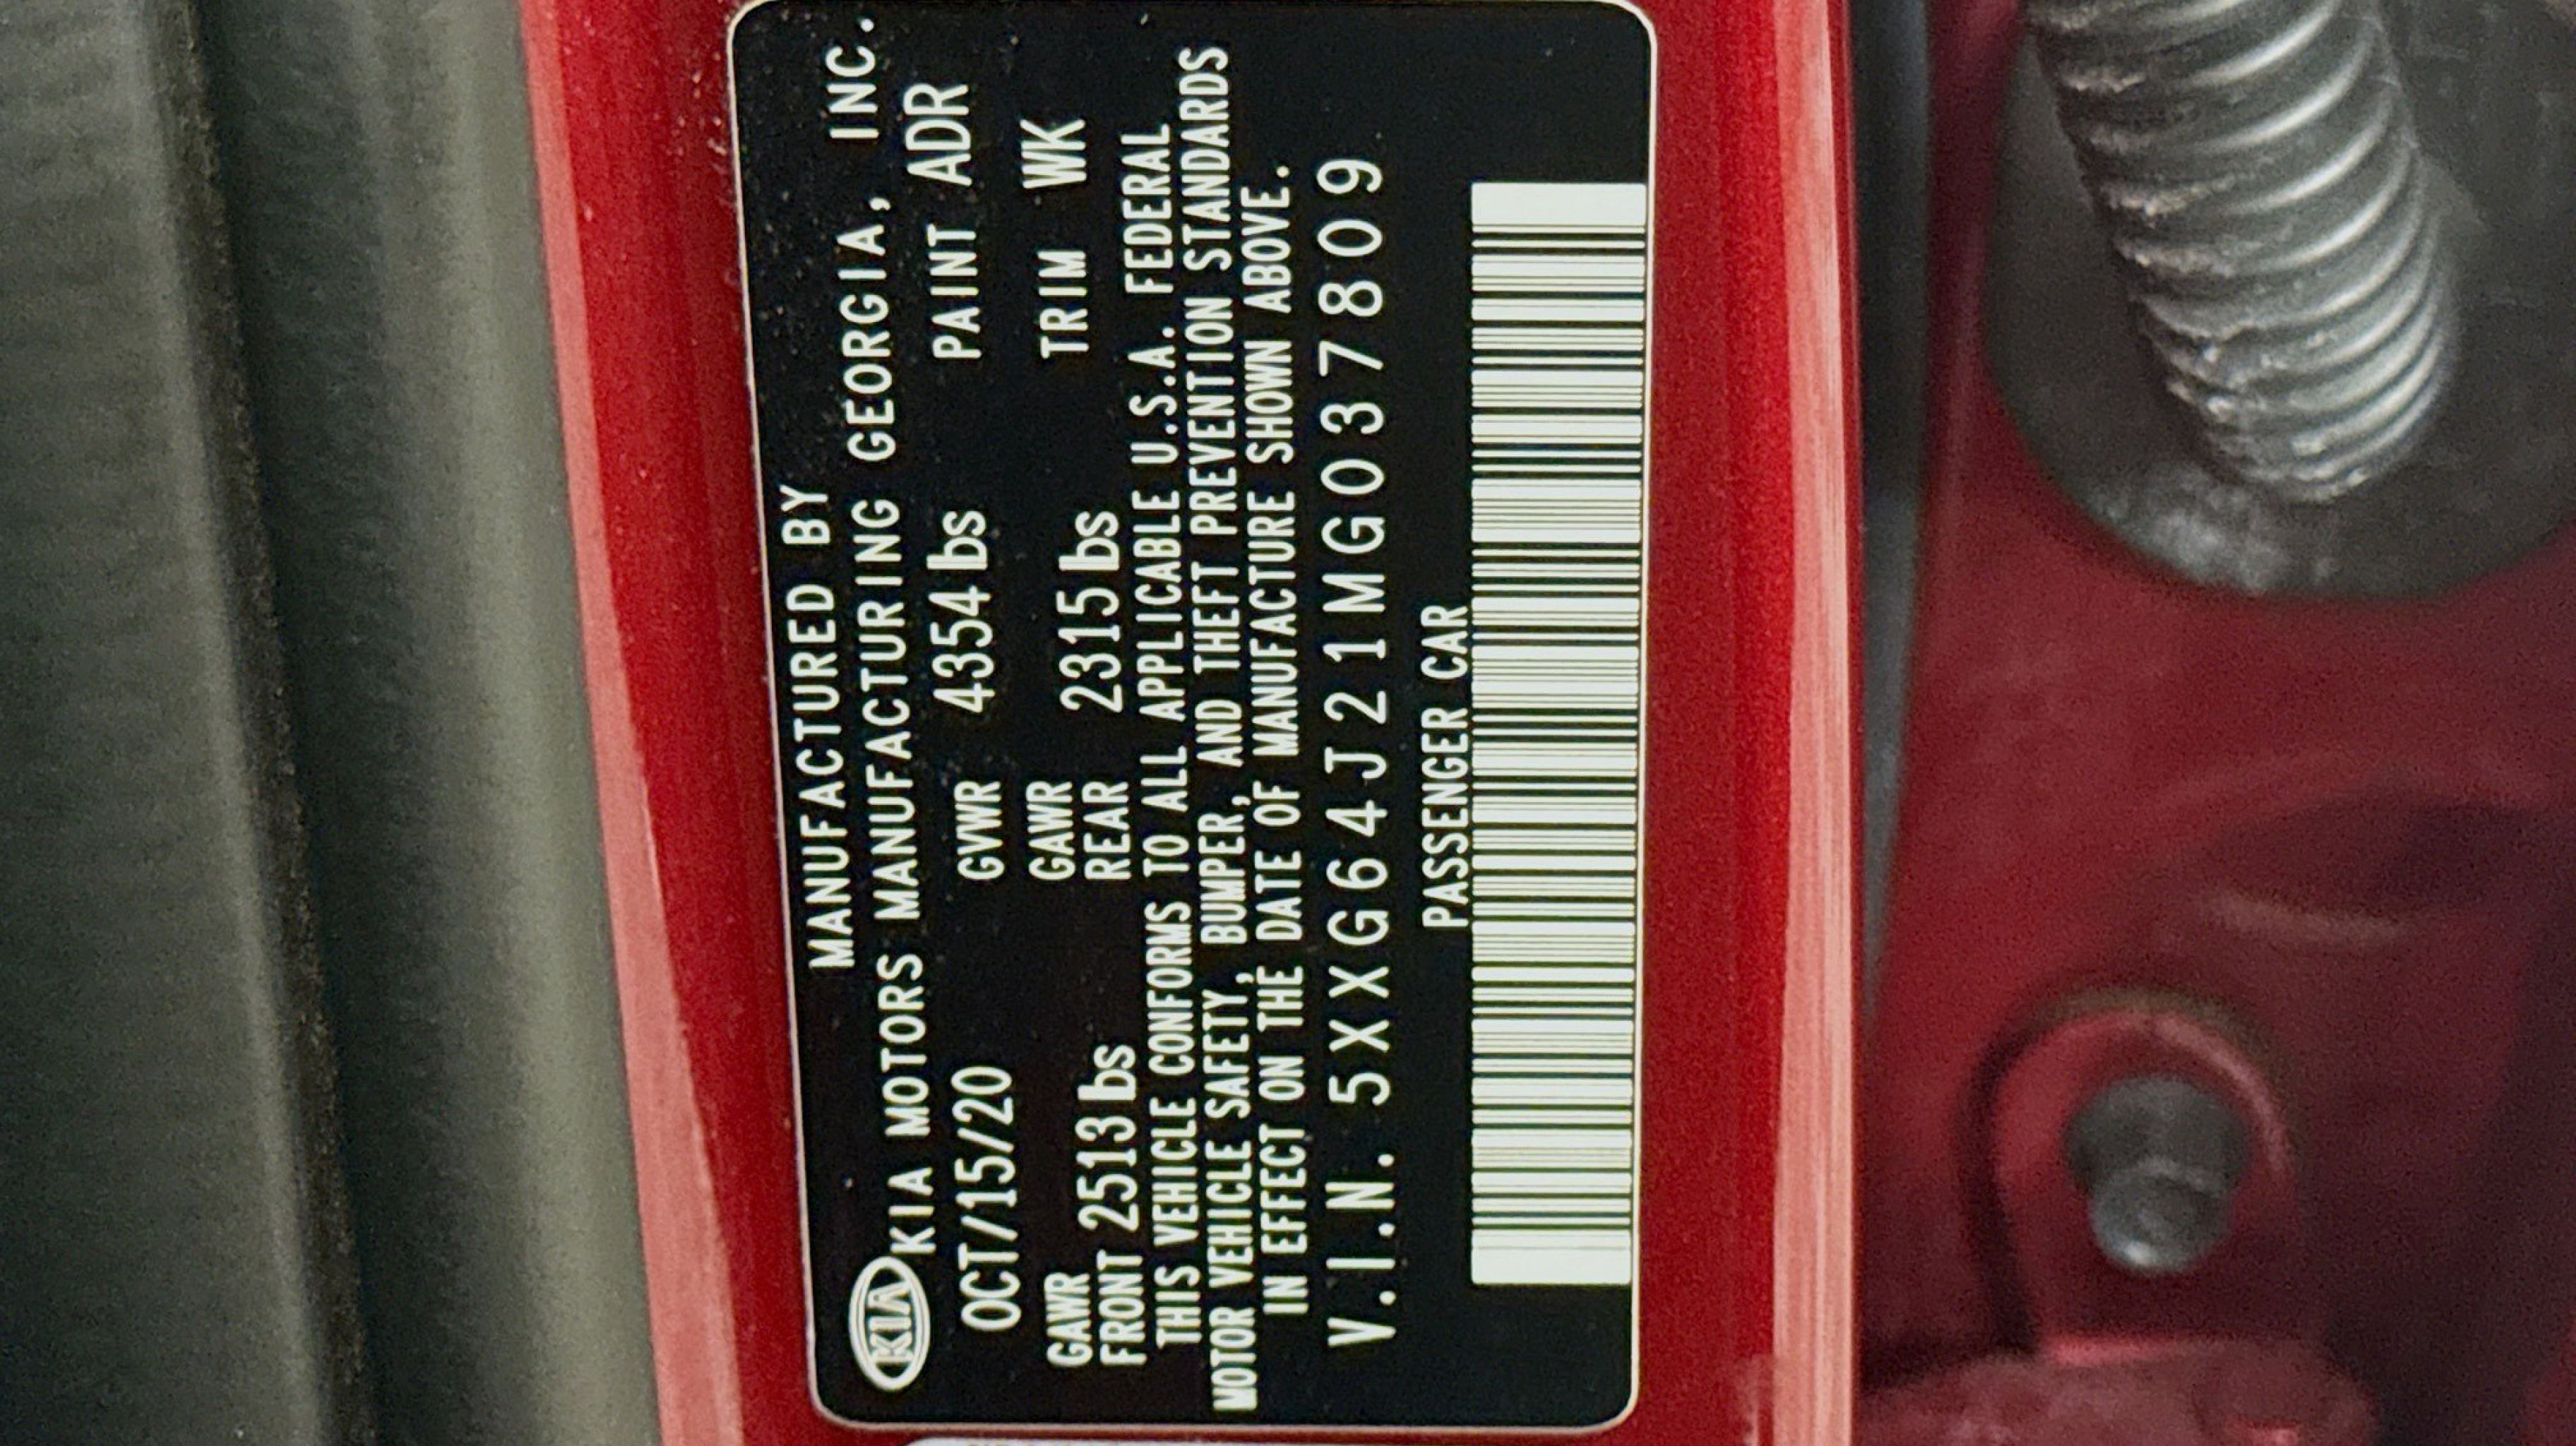 MANUFACTURED BY
KIA KIA MOTORS MANUFACTURING GEORGIA, INC.
OCT/15/20 GVWR 4354 lbs PAINT ADR
GAWR FRONT 2513 lbs GAWR REAR 2315 lbs TRIM WK
THIS VEHICLE CONFORMS TO ALL APPLICABLE U.S.A. FEDERAL
MOTOR VEHICLE SAFETY, BUMPER, AND THEFT PREVENTION STANDARDS
IN EFFECT ON THE DATE OF MANUFACTURE SHOWN ABOVE.
V.I.N. 5XXG64J21MG037809
PASSENGER CAR